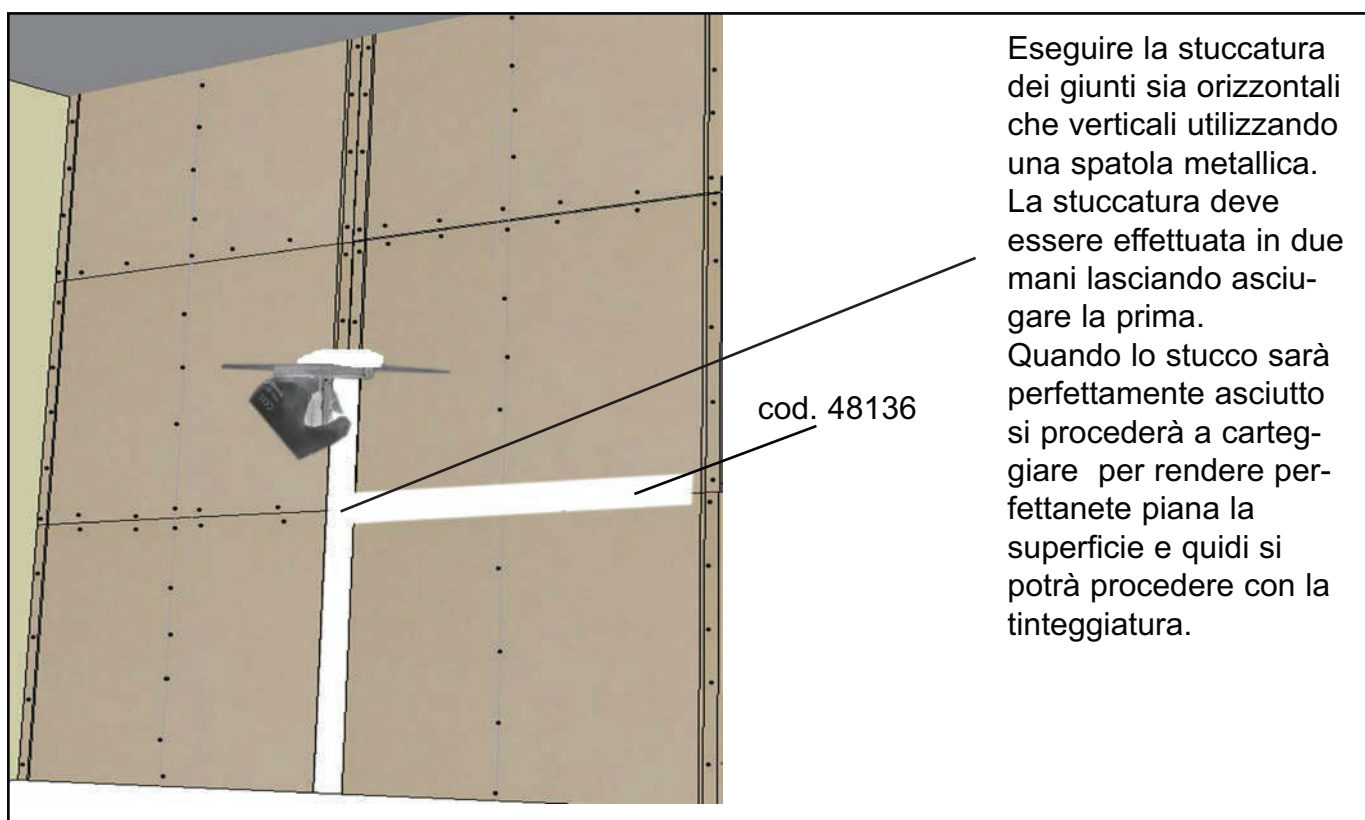 Eseguire la stuccatura
dei giunti sia orizzontali
che verticali utilizzando
una spatola metallica.
La stuccatura deve
essere effettuata in due
mani lasciando asciu-
gare la prima.
Quando lo stucco sarà
perfettamente asciutto
si procederà a carteg-
giare  per rendere per-
fettanete piana la
superficie e quidi si
potrà procedere con la
tinteggiatura.
cod. 48136